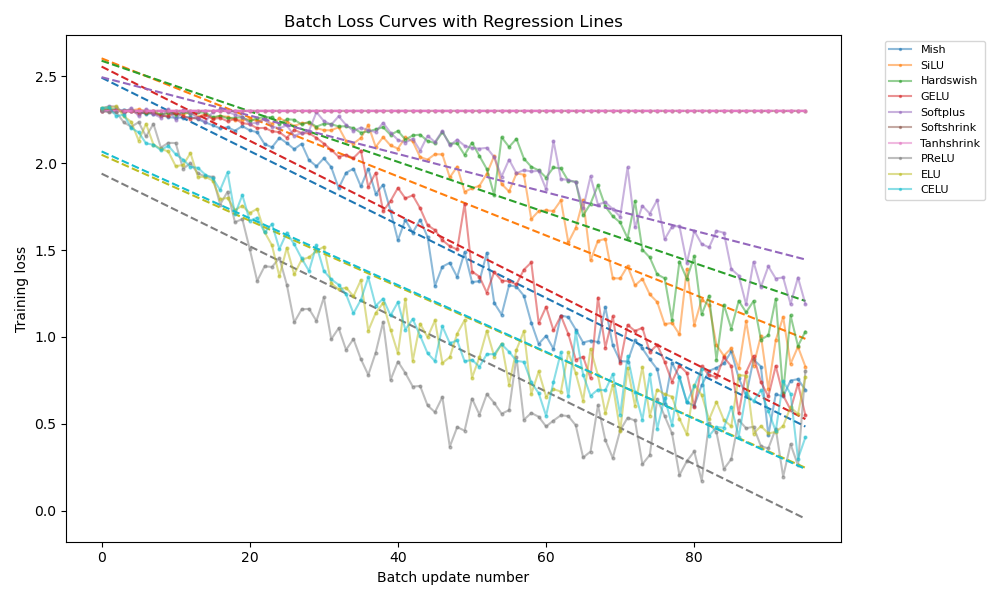 Batch Loss Curves with Regression Lines
Training loss
2.5
2.0
1.5
1.0
0.5
0.0
0
20
40
60
80
Batch update number
Mish
SiLU
Hardswish
GELU
Softplus
Softshrink
Tanhshrink
PReLU
ELU
CELU